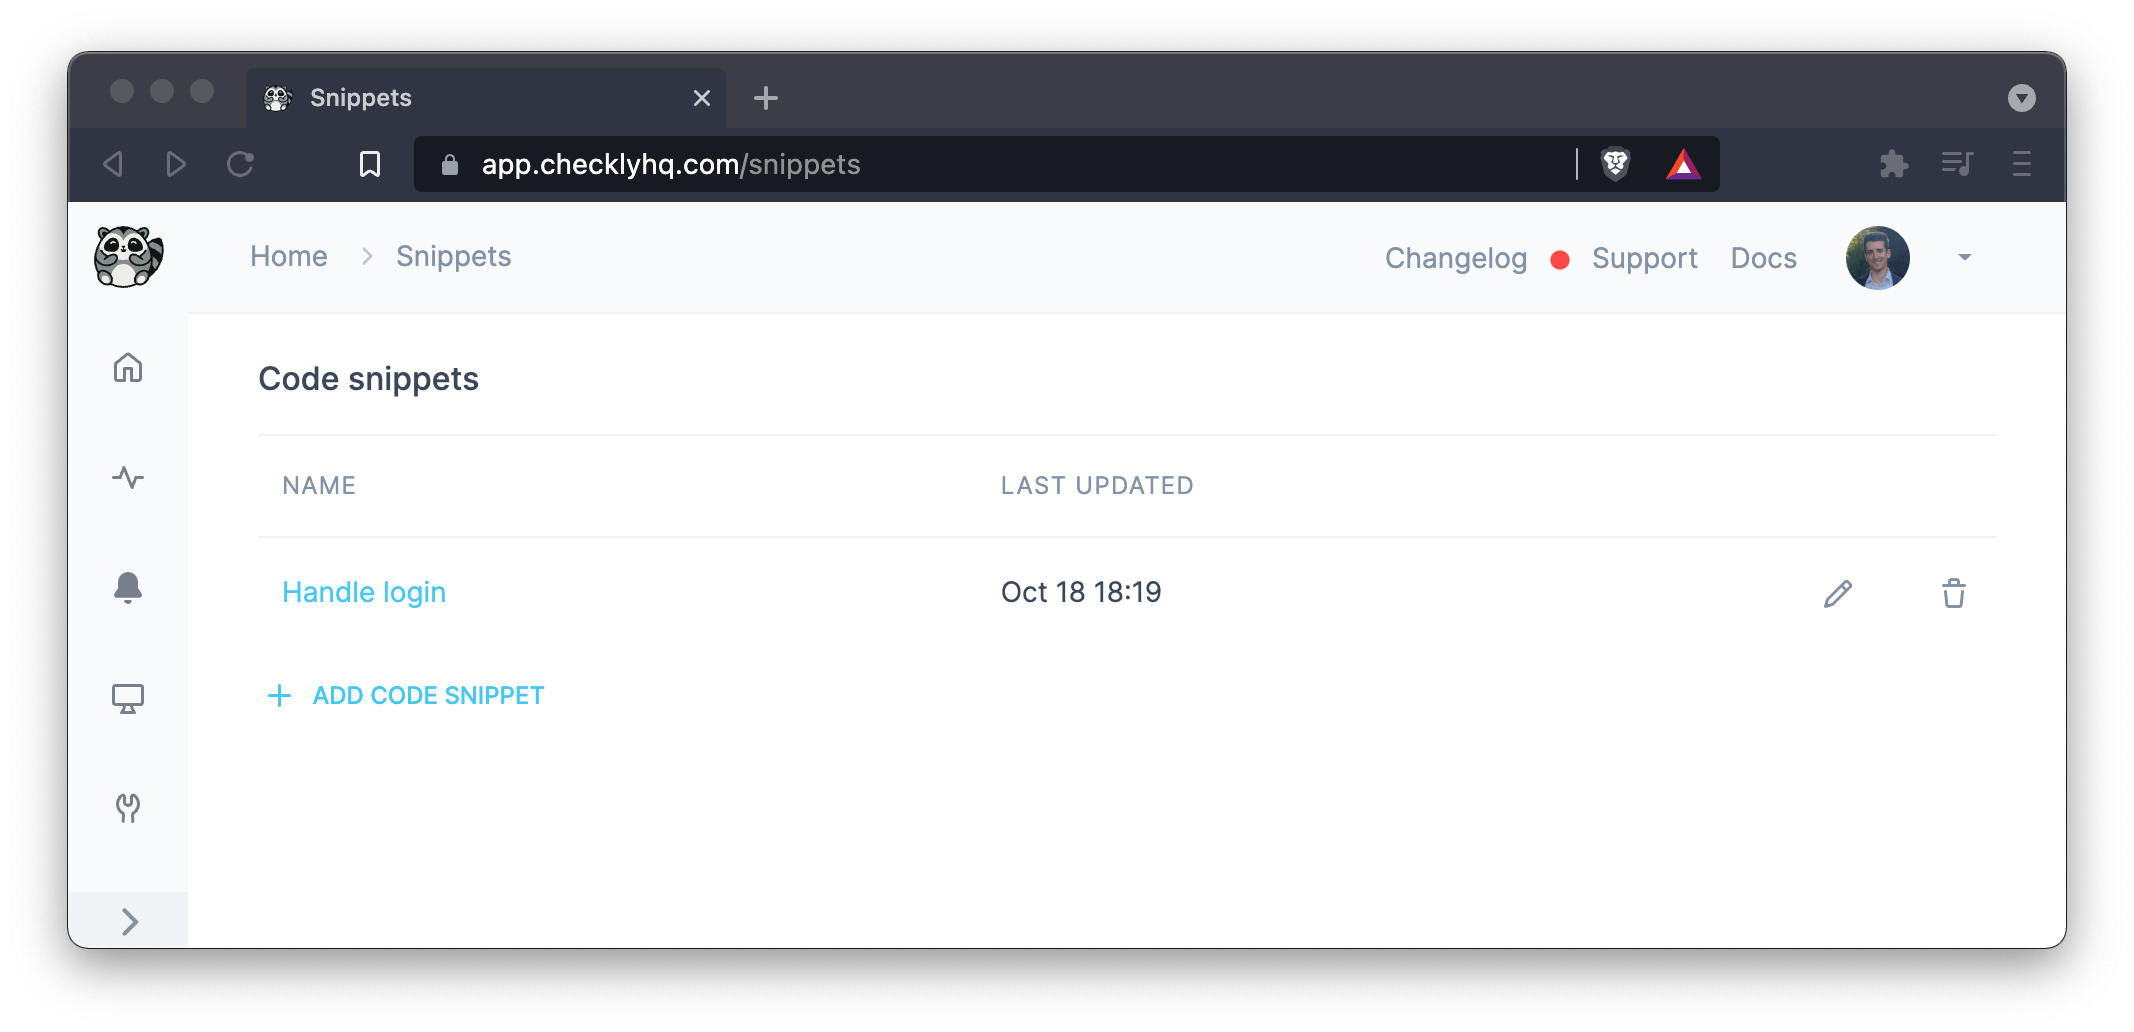 Snippets
app.checklyhq.com/snippets
Home Snippets
Changelog Support Docs
Code snippets
NAME LAST UPDATED
Handle login Oct 18 18:19
ADD CODE SNIPPET